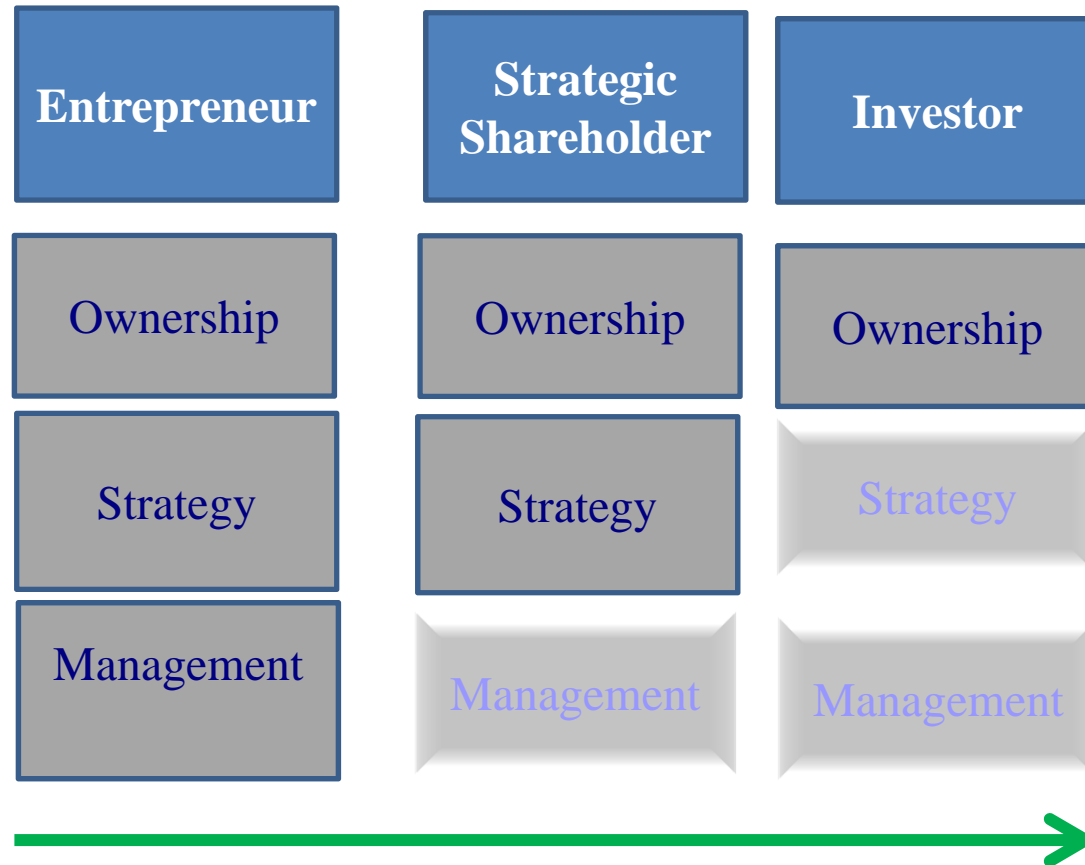 Entrepreneur
Strategic
Shareholder
Investor
Ownership
Ownership
Ownership
Strategy
Strategy
Strategy
Management
Management
Management